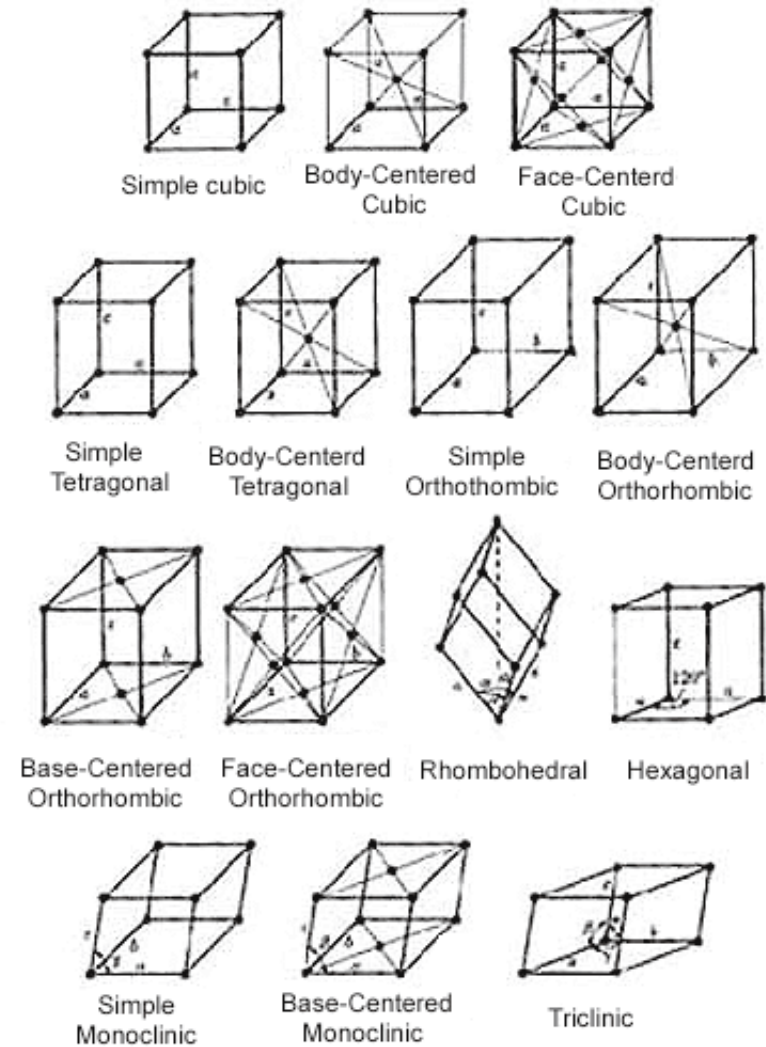 Simple cubic
Body-Centered
Cubic
Face-Centerd
Cubic
Simple
Tetragonal
Body-Centerd
Tetragonal
Simple
Orthothombic
Body-Centerd
Orthorhombic
Base-Centered
Orthorhombic
Face-Centered
Orthorhombic
Rhombohedral
120°
Hexagonal
Simple
Monoclinic
Base-Centered
Monoclinic
Triclinic